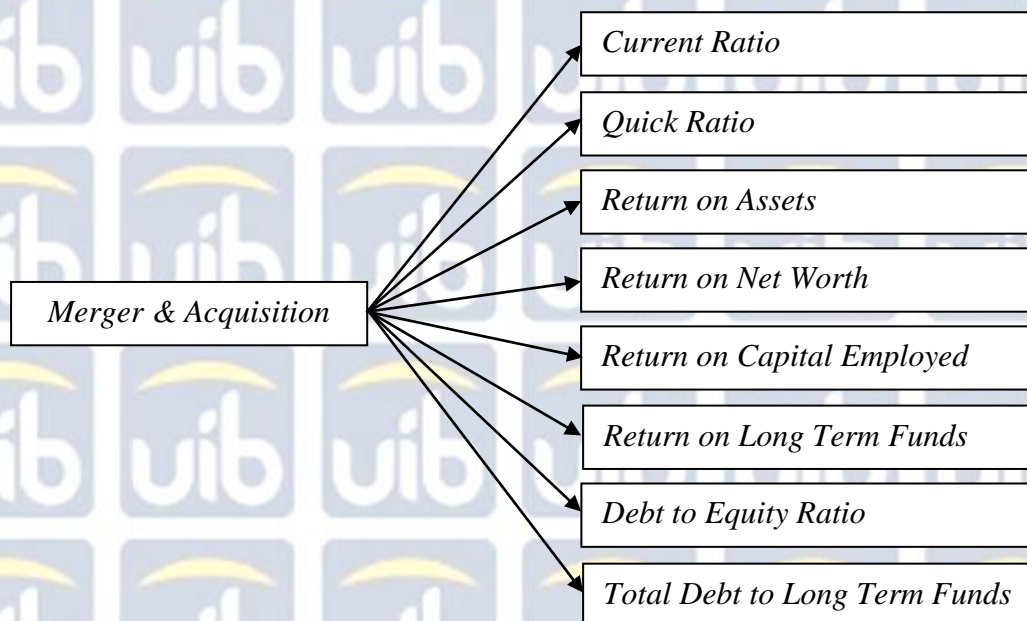 Current Ratio
Quick Ratio
Return on Assets
Return on Net Worth
Merger & Acquisition
Return on Capital Employed
Return on Long Term Funds
Debt to Equity Ratio
Total Debt to Long Term Funds
uib